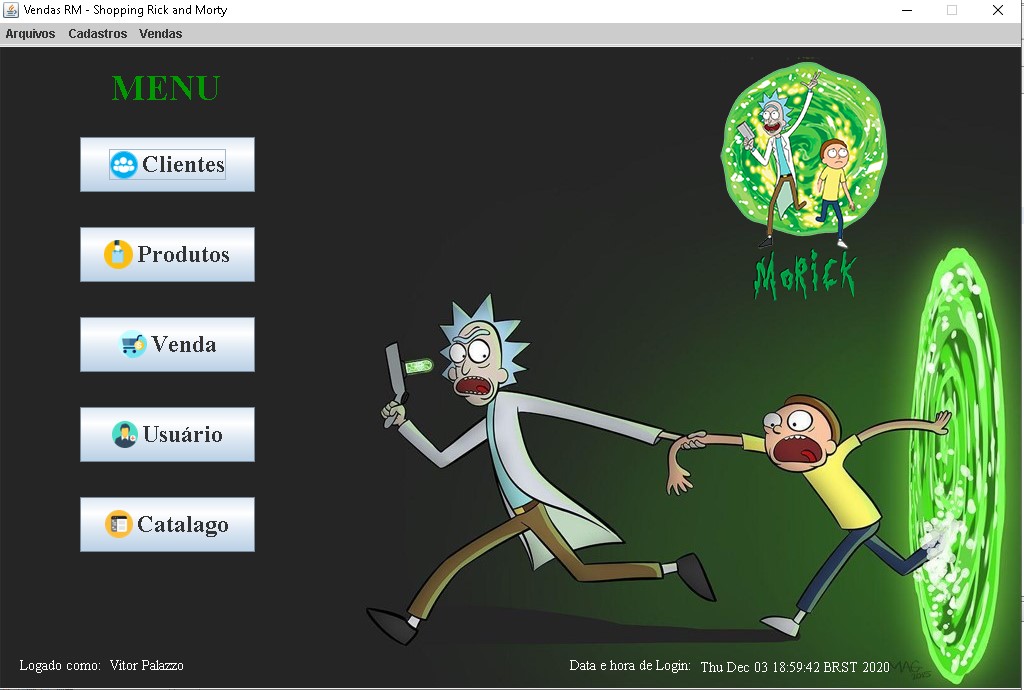 Vendas RM - Shopping Rick and Morty
Arquivos Cadastros Vendas
MENU
Clientes
Produtos
Venda
Usuário
Catalago
MoRicK
Logado como: Vitor Palazzo
Data e hora de Login: Thu Dec 03 18:59:42 BRST 2020
MAG
2015